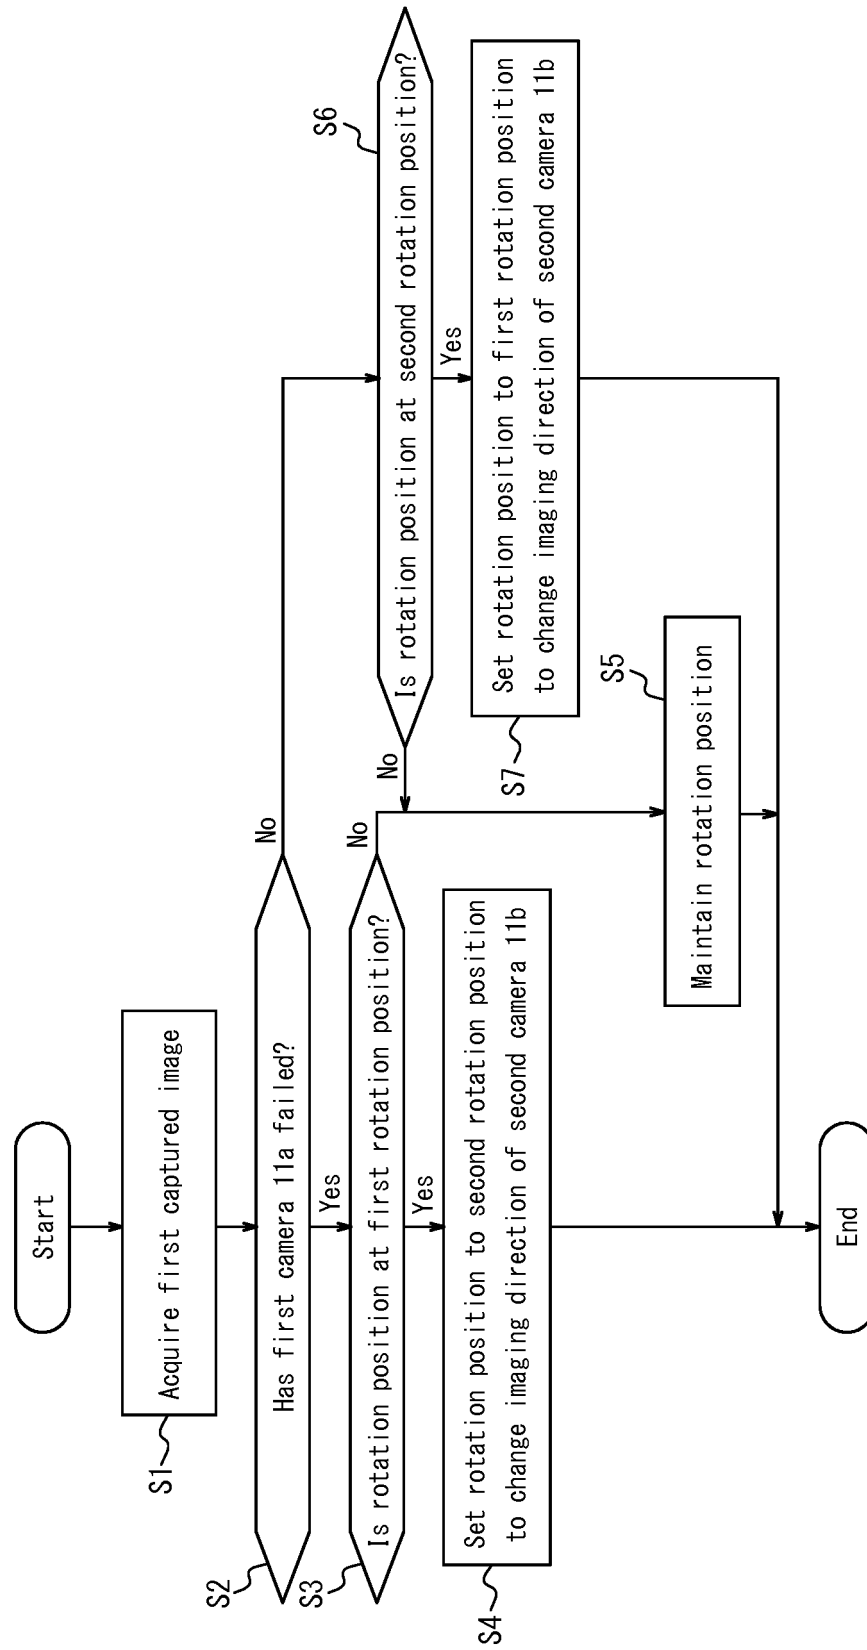 Start
S1
Acquire first captured image
S2
Has first camera 11a failed?
No
Yes
S3
Is rotation position at first rotation position?
No
Yes
S4
Set rotation position to second rotation position
to change imaging direction of second camera 11b
S6
Is rotation position at second rotation position?
No
Yes
S7
Set rotation position to first rotation position
to change imaging direction of second camera 11b
S5
Maintain rotation position
End